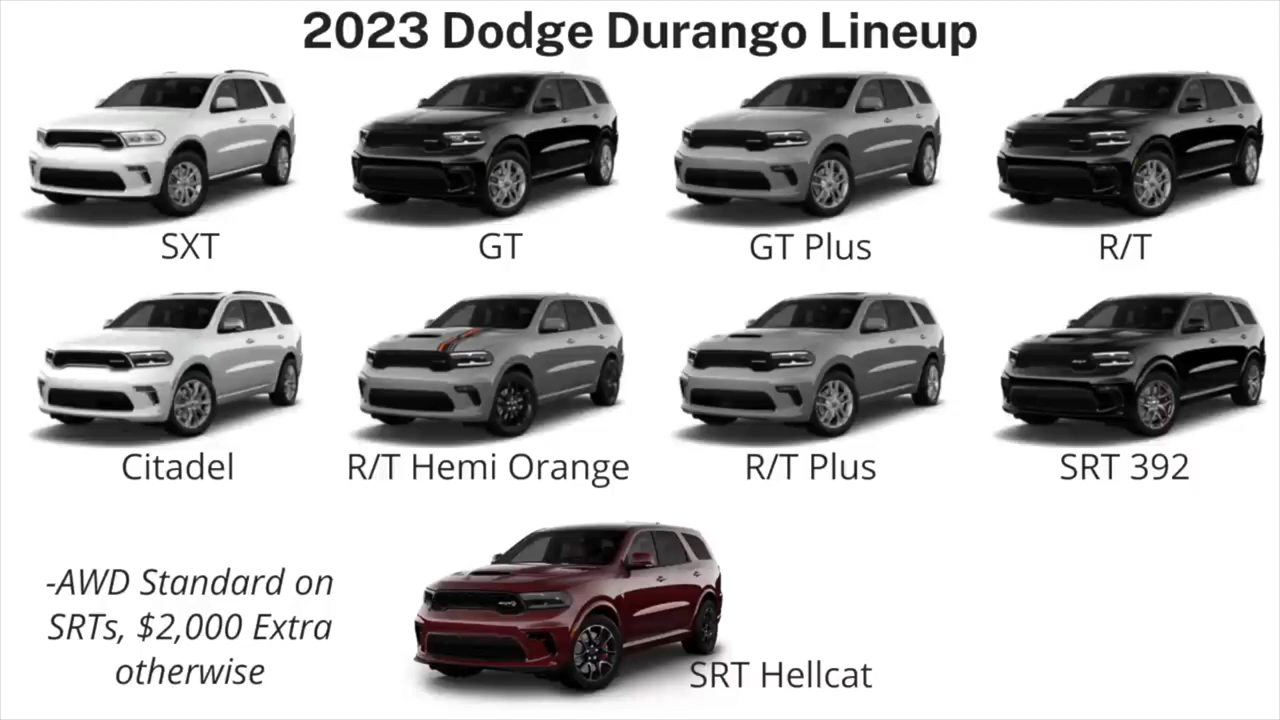 2023 Dodge Durango Lineup
SXT
GT
GT Plus
R/T
Citadel
R/T Hemi Orange
R/T Plus
SRT 392
-AWD Standard on
SRTs, $2,000 Extra
otherwise
SRT Hellcat